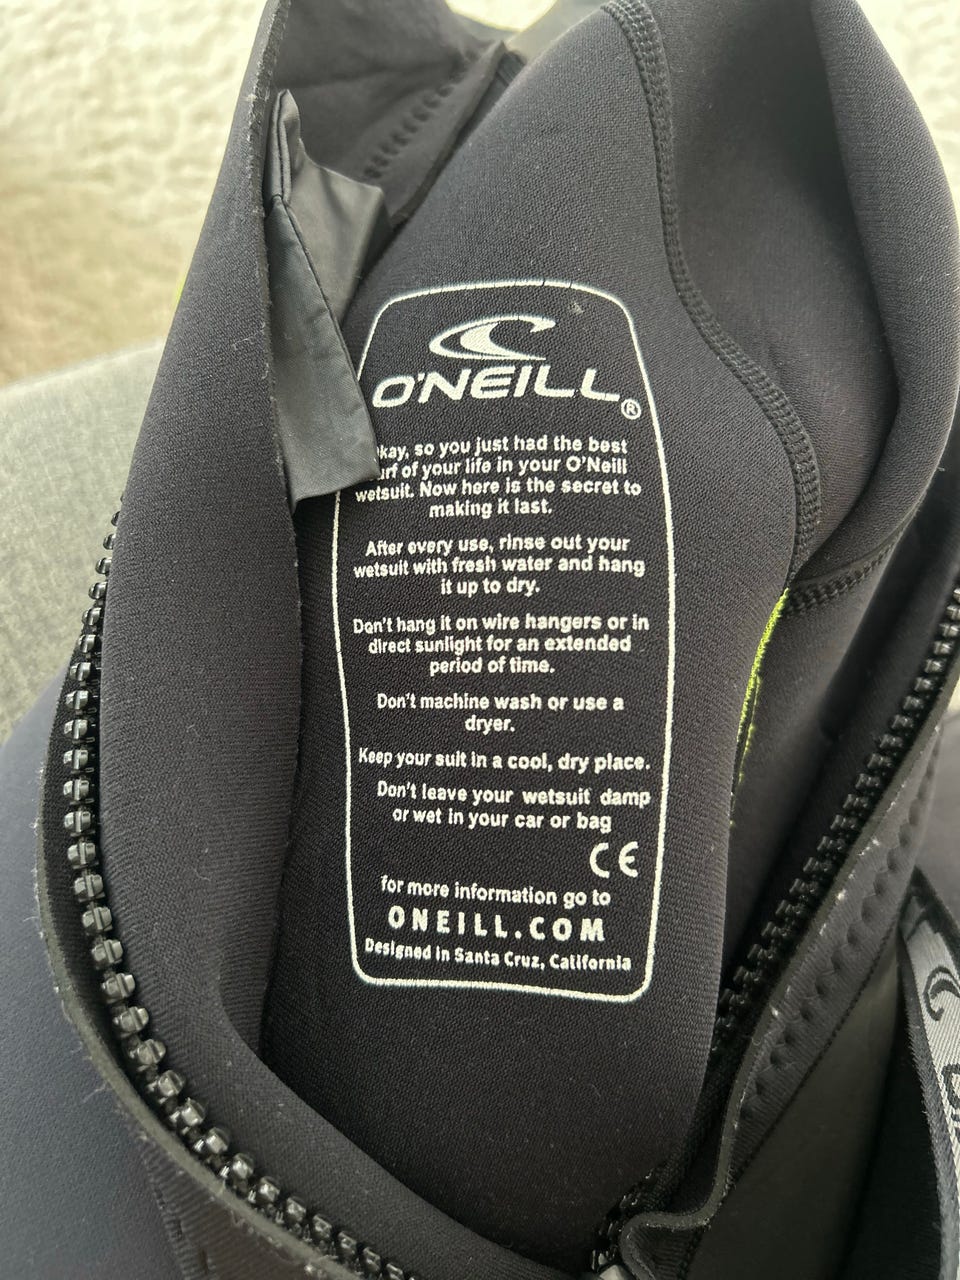 O'NEILL®
kay, so you just had the best
urf of your life in your O'Neill
wetsuit. Now here is the secret to
making it last.
After every use, rinse out your
wetsuit with fresh water and hang
it up to dry.
Don't hang it on wire hangers or in
direct sunlight for an extended
period of time.
Don't machine wash or use a
dryer.
Keep your suit in a cool, dry place.
Don't leave your wetsuit damp
or wet in your car or bag
CE
for more information go to
ONEILL.COM
Designed in Santa Cruz, California